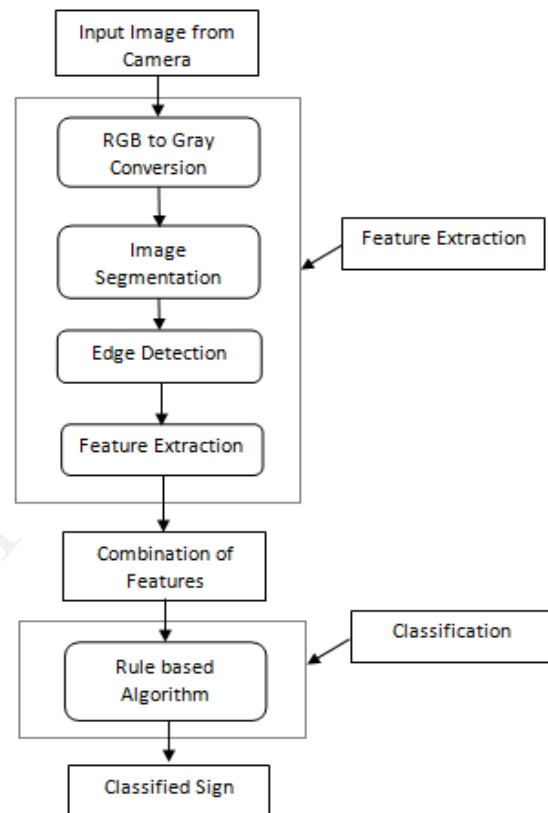 Input Image from
Camera
RGB to Gray
Conversion
Image
Segmentation
Feature Extraction
Edge Detection
Feature Extraction
Combination of
Features
Classification
Rule based
Algorithm
Classified Sign